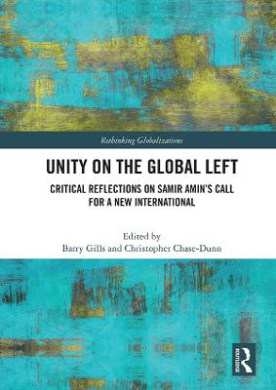 Rethinking Globalizations
UNITY ON THE GLOBAL LEFT
CRITICAL REFLECTIONS ON SAMIR AMIN'S CALL
FOR A NEW INTERNATIONAL
Edited by
Barry Gills and Christopher Chase-Dunn
ROUTLEDGE